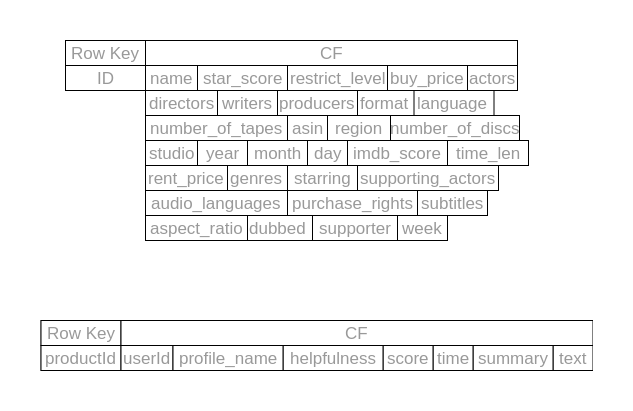 Row Key CF
ID name star_score restrict_level buy_price actors
directors writers producers format language
number_of_tapes asin region number_of_discs
studio year month day imdb_score time_len
rent_price genres starring supporting_actors
audio_languages purchase_rights subtitles
aspect_ratio dubbed supporter week
Row Key CF
productId userId profile_name helpfulness score time summary text